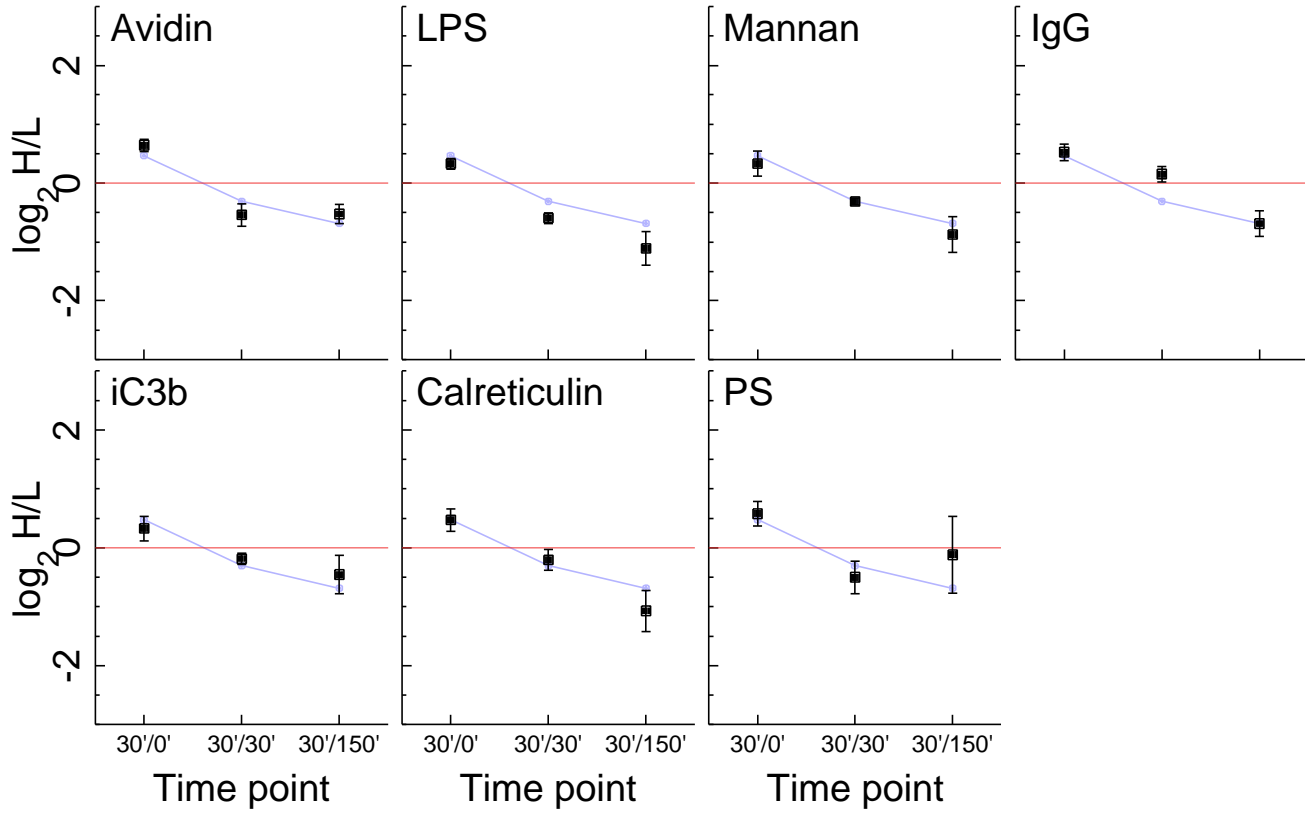 Avidin
LPS
Mannan
IgG
2
0
-2
log2 H/L
iC3b
Calreticulin
PS
2
0
-2
log2 H/L
30'/0' 30'/30' 30'/150'
30'/0' 30'/30' 30'/150'
30'/0' 30'/30' 30'/150'
Time point
Time point
Time point